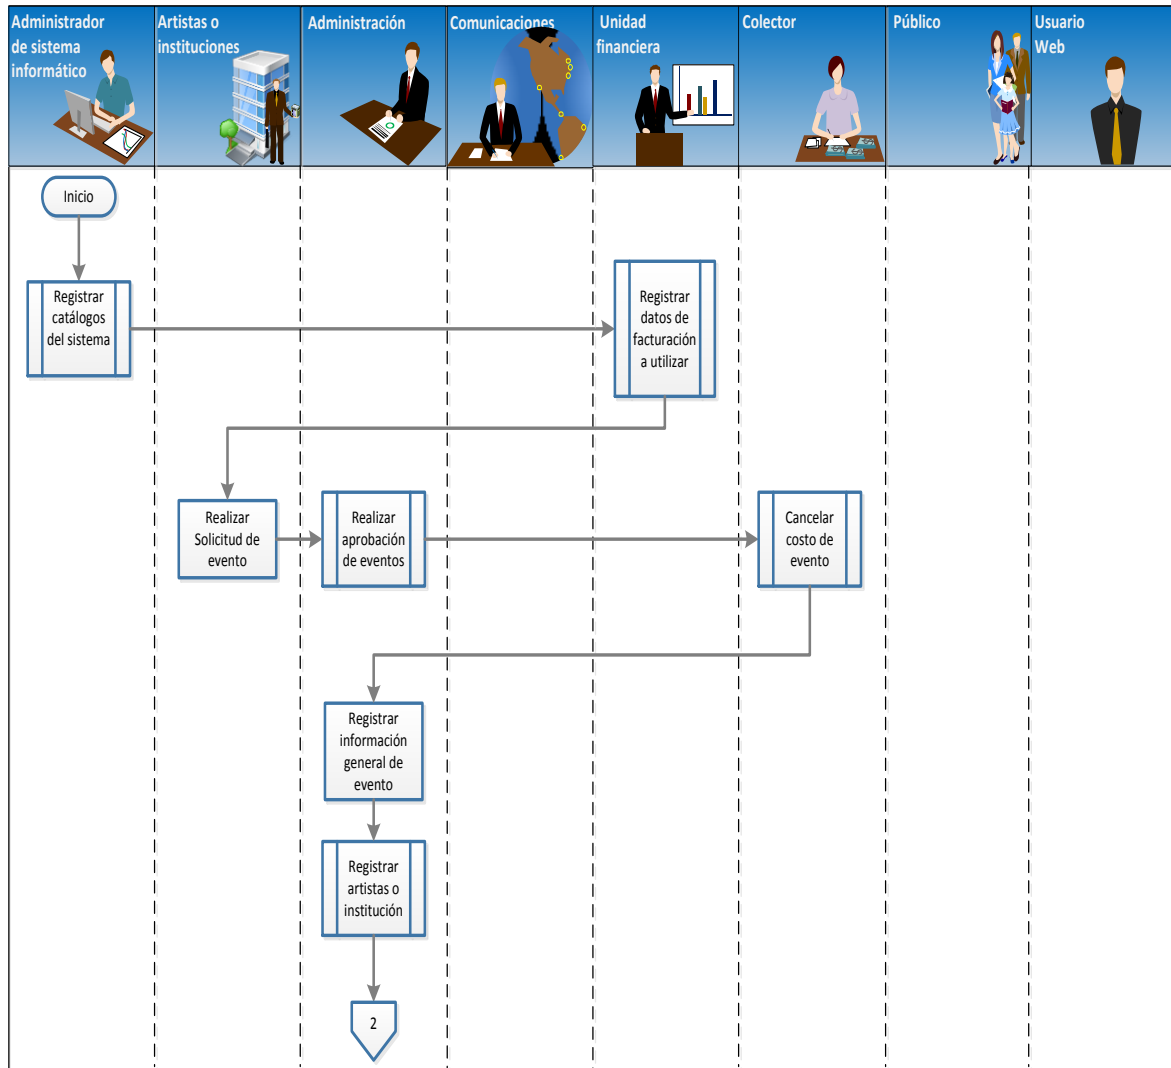 Administrador
de sistema
informático
Artistas o
instituciones
Administración
Comunicaciones
Unidad
financiera
Colector
Público
Usuario
Web
Inicio
Registrar
catálogos
del sistema
Registrar
datos de
facturación
a utilizar
Realizar
Solicitud de
evento
Realizar
aprobación
de eventos
Cancelar
costo de
evento
Registrar
información
general de
evento
Registrar
artistas o
institución
2